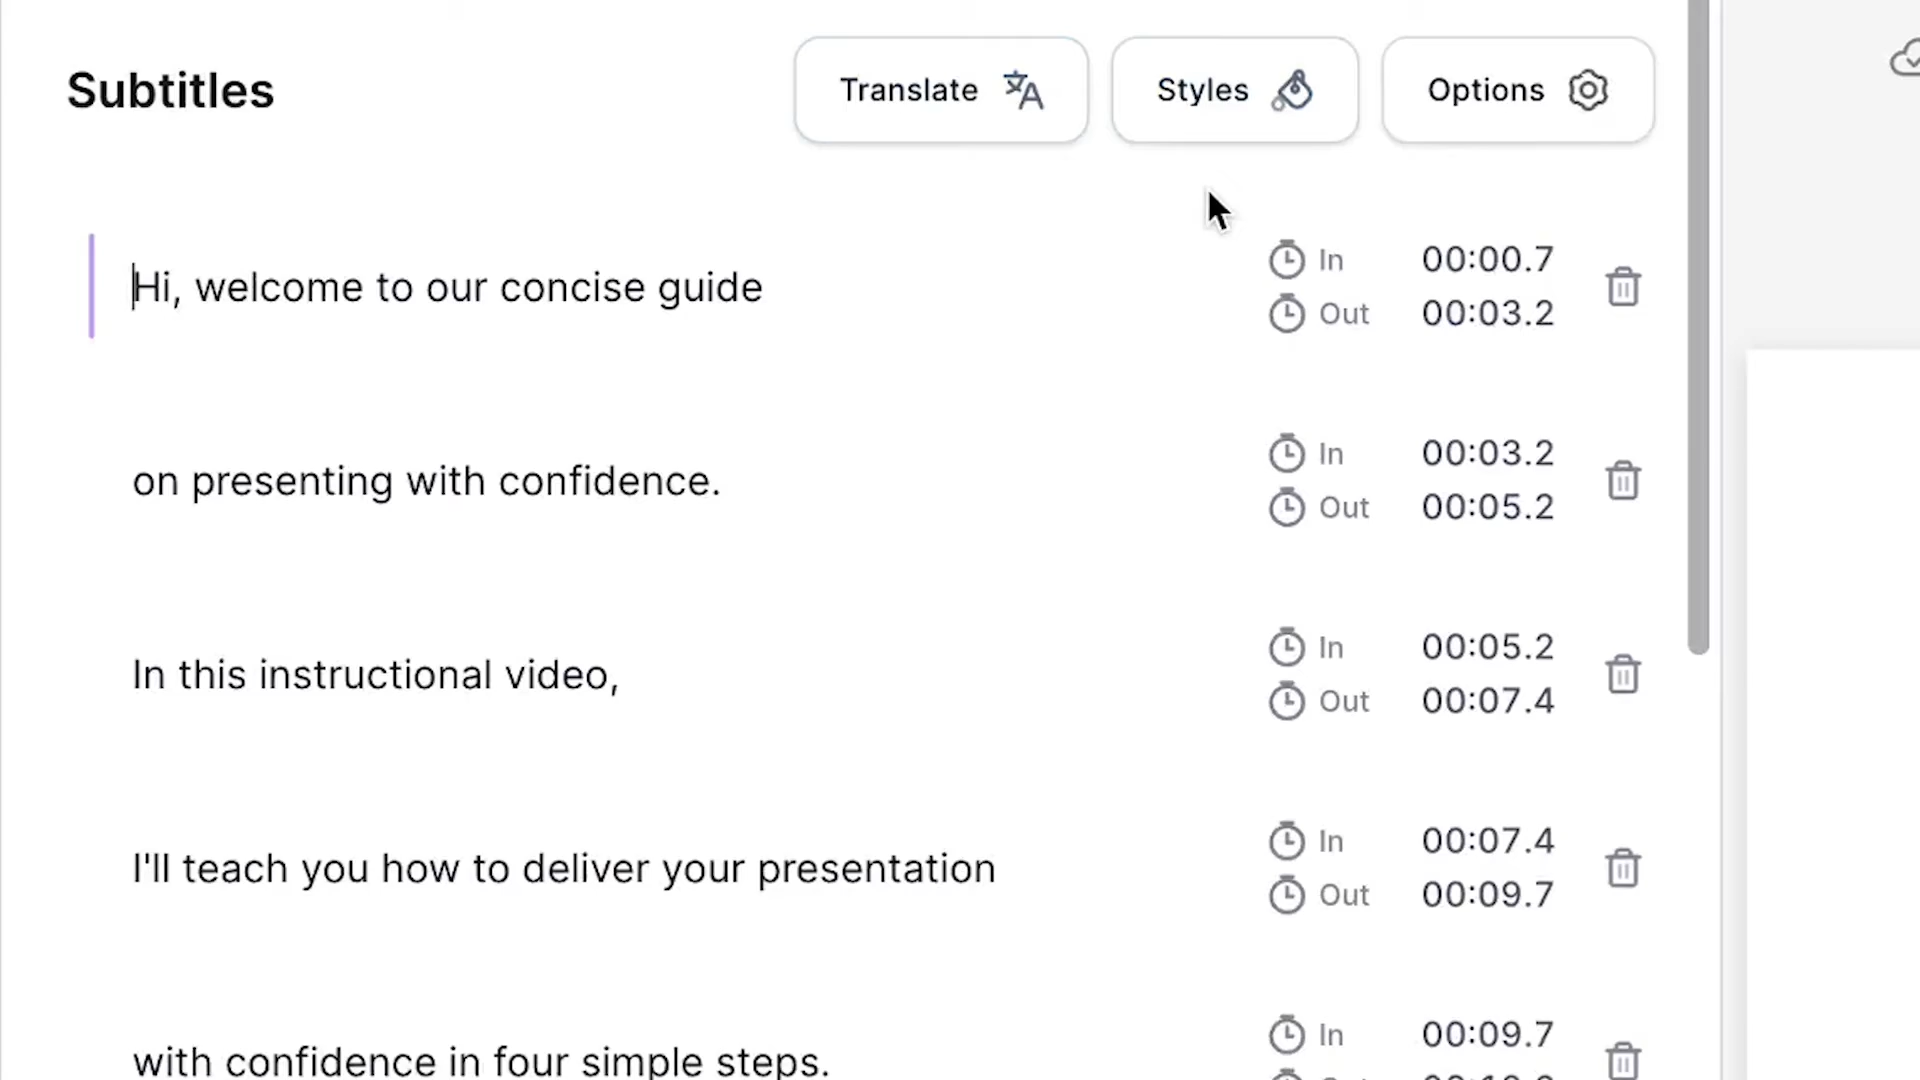 Subtitles
Translate
Styles
Options
Hi, welcome to our concise guide
In 00:00.7
Out 00:03.2
on presenting with confidence.
In 00:03.2
Out 00:05.2
In this instructional video,
In 00:05.2
Out 00:07.4
I'll teach you how to deliver your presentation
In 00:07.4
Out 00:09.7
with confidence in four simple steps.
In 00:09.7